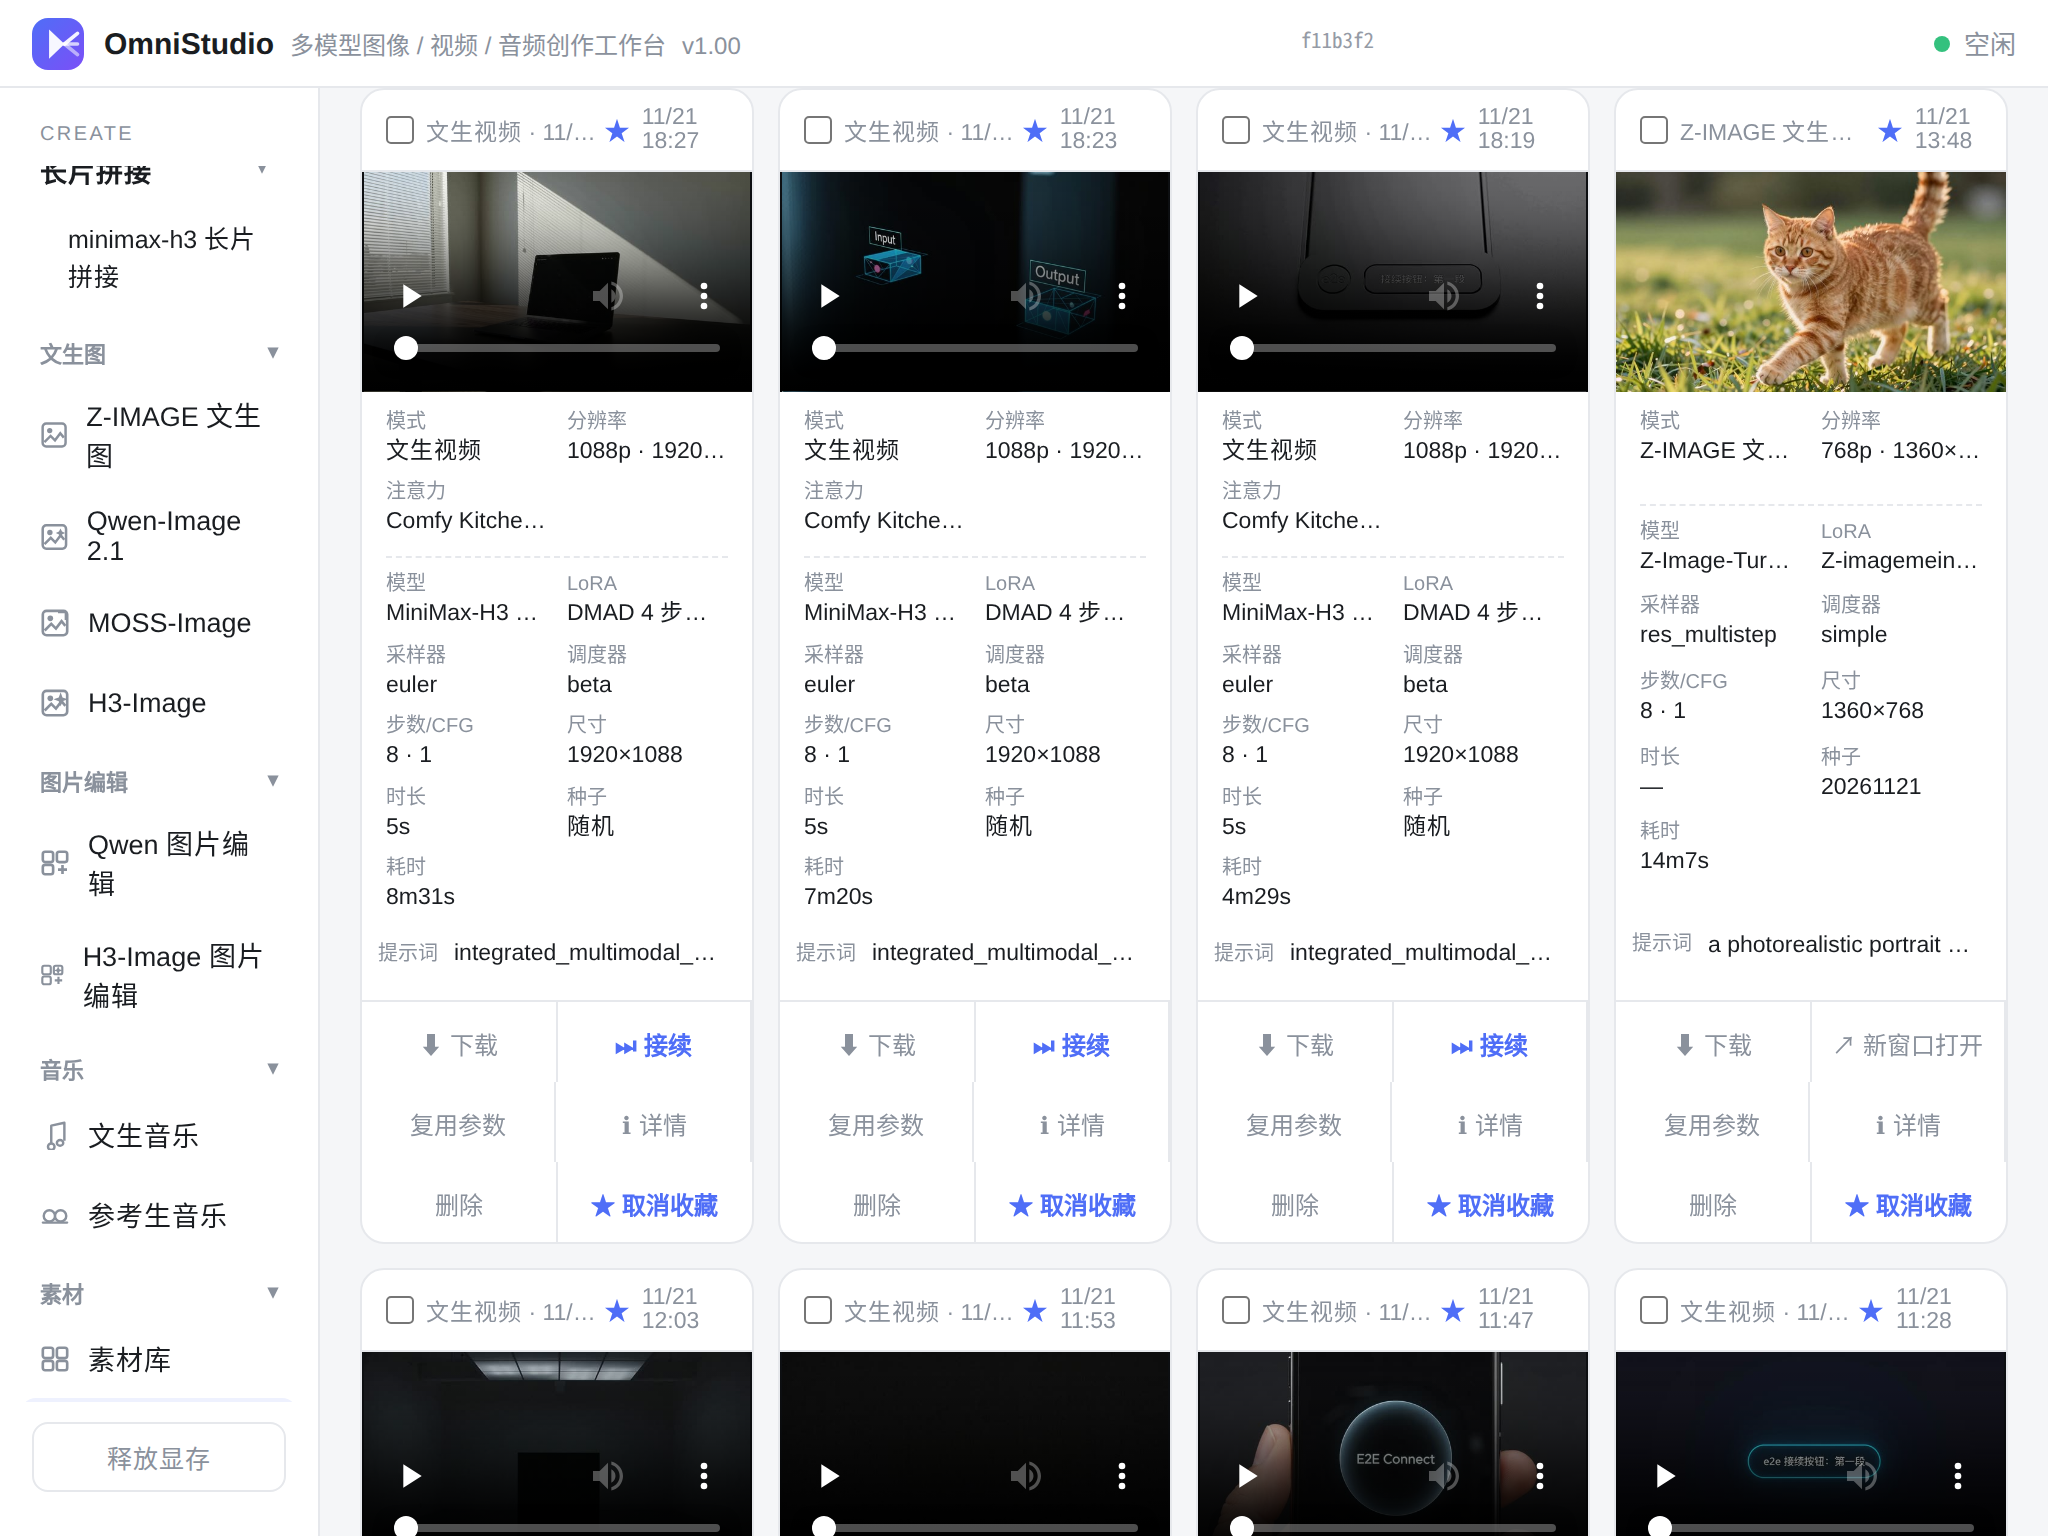 OmniStudio 多模型图像 / 视频 / 音频创作工作台 v1.00
f11b3f2
空闲
CREATE
长片拼接 ▼
minimax-h3 长片
拼接
文生图 ▼
Z-IMAGE 文生
图
Qwen-Image
2.1
MOSS-Image
H3-Image
图片编辑 ▼
Qwen 图片编
辑
H3-Image 图片
编辑
音乐 ▼
文生音乐
参考生音乐
素材 ▼
素材库
释放显存
文生视频 · 11/… ★ 11/21
18:27
模式 分辨率
文生视频 1088p · 1920…
注意力
Comfy Kitche…
模型 LoRA
MiniMax-H3 … DMAD 4 步…
采样器 调度器
euler beta
步数/CFG 尺寸
8 · 1 1920×1088
时长 种子
5s 随机
耗时
8m31s
提示词 integrated_multimodal_…
⬇ 下载 ⏭ 接续
复用参数 ℹ 详情
删除 ★ 取消收藏
文生视频 · 11/… ★ 11/21
18:23
Input
Output
模式 分辨率
文生视频 1088p · 1920…
注意力
Comfy Kitche…
模型 LoRA
MiniMax-H3 … DMAD 4 步…
采样器 调度器
euler beta
步数/CFG 尺寸
8 · 1 1920×1088
时长 种子
5s 随机
耗时
7m20s
提示词 integrated_multimodal_…
⬇ 下载 ⏭ 接续
复用参数 ℹ 详情
删除 ★ 取消收藏
文生视频 · 11/… ★ 11/21
18:19
模式 分辨率
文生视频 1088p · 1920…
注意力
Comfy Kitche…
模型 LoRA
MiniMax-H3 … DMAD 4 步…
采样器 调度器
euler beta
步数/CFG 尺寸
8 · 1 1920×1088
时长 种子
5s 随机
耗时
4m29s
提示词 integrated_multimodal_…
⬇ 下载 ⏭ 接续
复用参数 ℹ 详情
删除 ★ 取消收藏
Z-IMAGE 文生… ★ 11/21
13:48
模式 分辨率
Z-IMAGE 文… 768p · 1360×…
模型 LoRA
Z-Image-Tur… Z-imagemein…
采样器 调度器
res_multistep simple
步数/CFG 尺寸
8 · 1 1360×768
时长 种子
— 20261121
耗时
14m7s
提示词 a photorealistic portrait …
⬇ 下载 ↗ 新窗口打开
复用参数 ℹ 详情
删除 ★ 取消收藏
文生视频 · 11/… ★ 11/21
12:03
文生视频 · 11/… ★ 11/21
11:53
文生视频 · 11/… ★ 11/21
11:47
E2E Connect
文生视频 · 11/… ★ 11/21
11:28
e2e 接续按钮：第一段